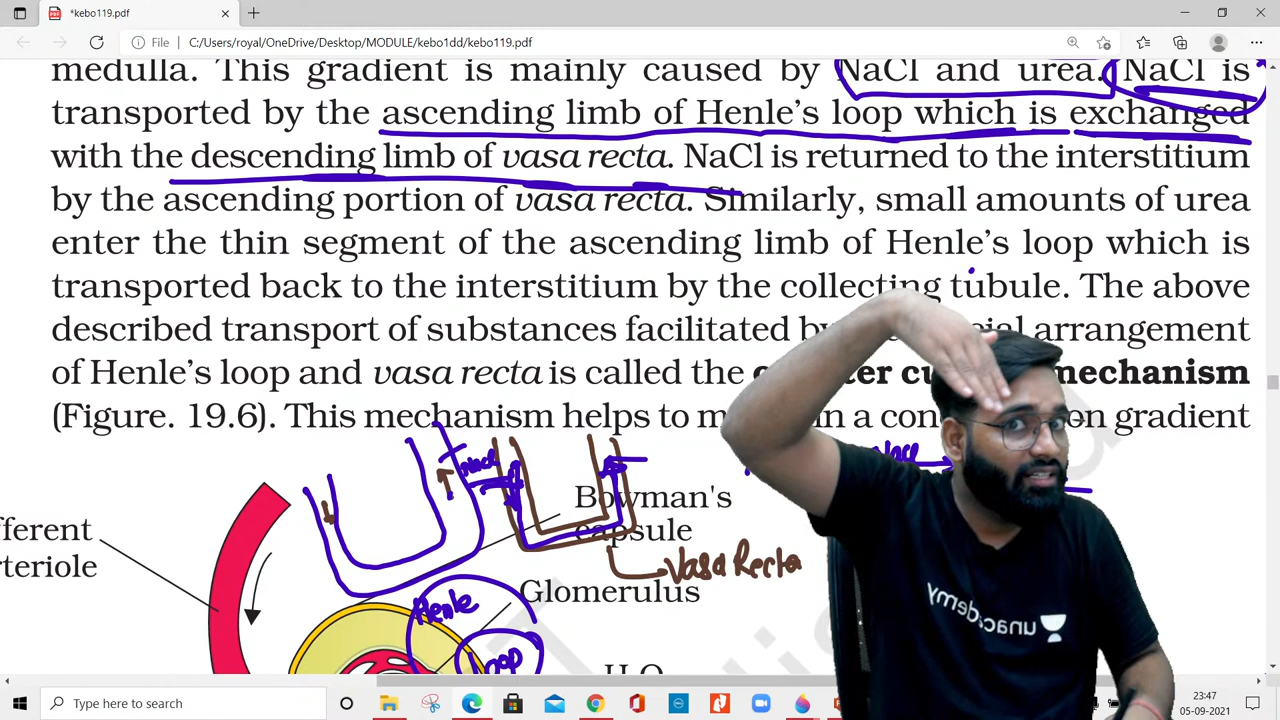 *kebo119.pdf
File C:/Users/royal/OneDrive/Desktop/MODULE/kebo1dd/kebo119.pdf
medulla. This gradient is mainly caused by NaCl and urea. NaCl is
transported by the ascending limb of Henle's loop which is exchanged
with the descending limb of vasa recta. NaCl is returned to the interstitium
by the ascending portion of vasa recta. Similarly, small amounts of urea
enter the thin segment of the ascending limb of Henle's loop which is
transported back to the interstitium by the collecting tubule. The above
described transport of substances facilitated by arrangement
of Henle's loop and vasa recta is called the mechanism
(Figure. 19.6). This mechanism helps to in a con on gradient
NaCl
Bowman's
capsule
fferent
rteriole
Vasa Recta
Glomerulus
Henle
loop
H₂O
unacademy
Type here to search
23:47
05-09-2021